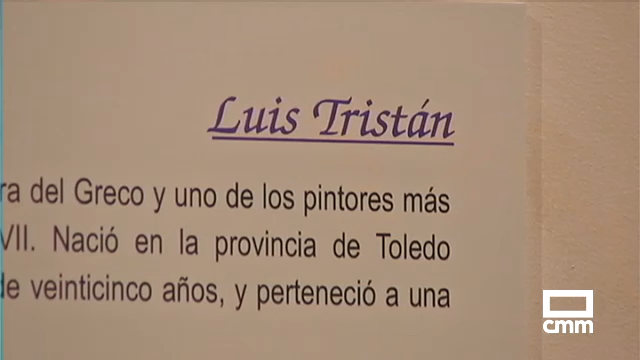 Luis Tristán
ra del Greco y uno de los pintores más
VII. Nació en la provincia de Toledo
de veinticinco años, y perteneció a una
cmm